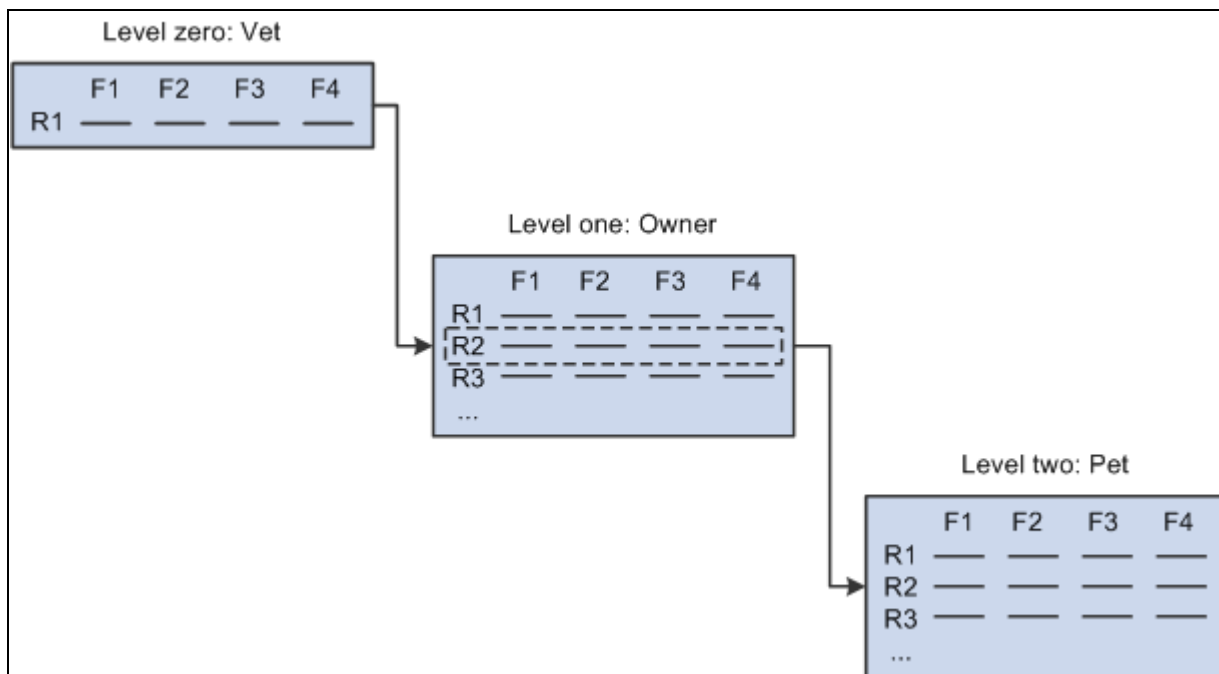 Level zero: Vet
F1 F2 F3 F4
R1
Level one: Owner
F1 F2 F3 F4
R1
R2
R3
...
Level two: Pet
F1 F2 F3 F4
R1
R2
R3
...